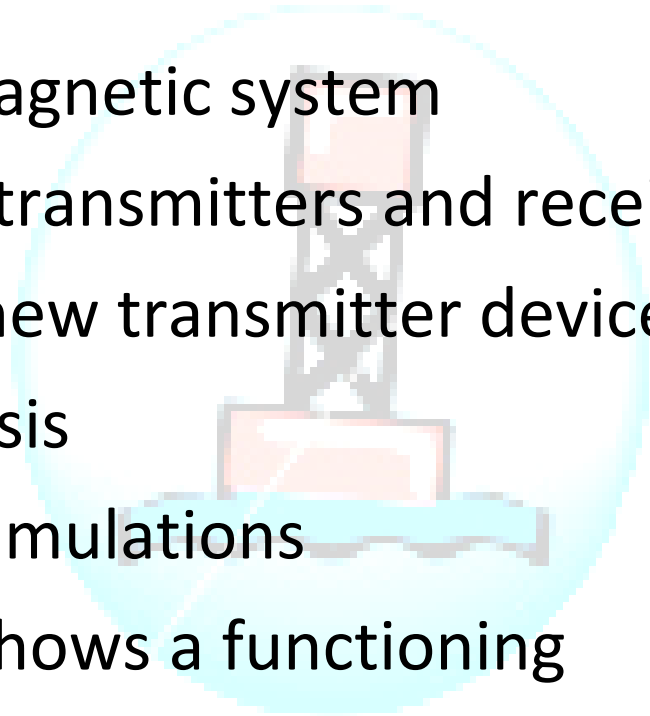 agnetic system
transmitters and rece
new transmitter device
sis
mulations
hows a functioning